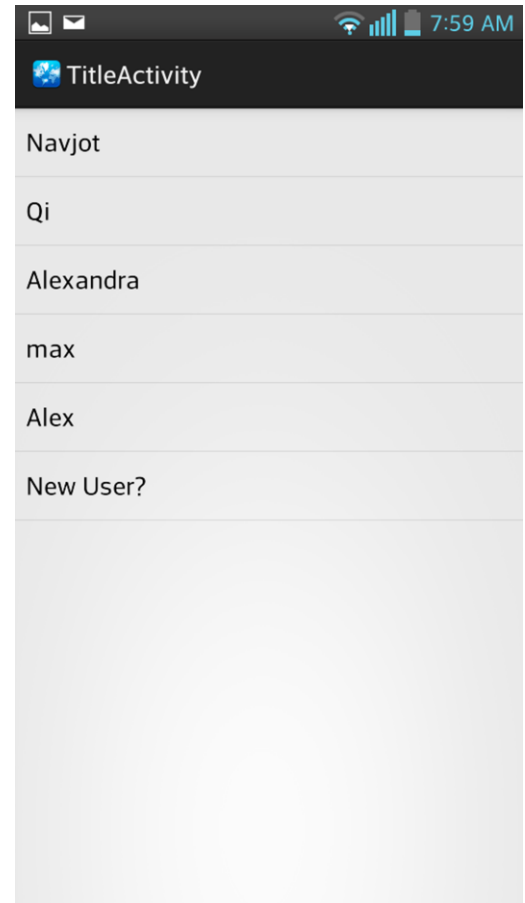 7:59 AM
TitleActivity
Navjot
Qi
Alexandra
max
Alex
New User?